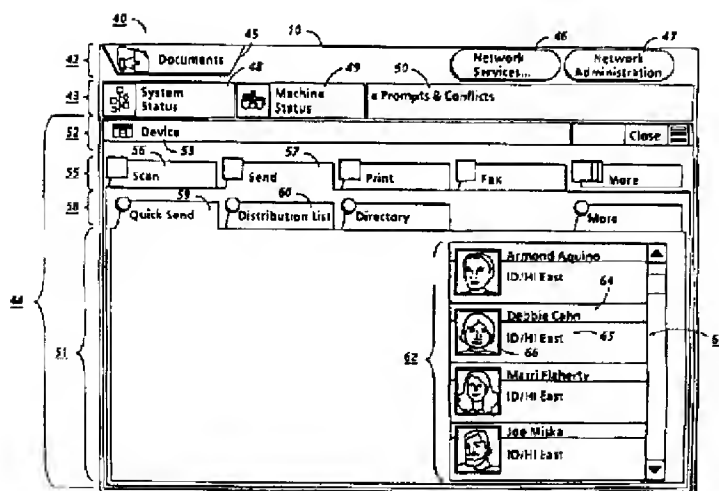 40
10
46
47
42
Documents
45
Network Services...
Network Administration
48
49
50
43
System Status
Machine Status
Prompts & Conflicts
52
Device
53
Close
56
57
55
Scan
Send
Print
Fax
More
59
60
58
Quick Send
Distribution List
Directory
More
Armond Aquino
ID/HI East
64
Debbie Cahn
ID/HI East
65
66
51
62
Marri Flaherty
ID/HI East
Joe Mijka
ID/HI East